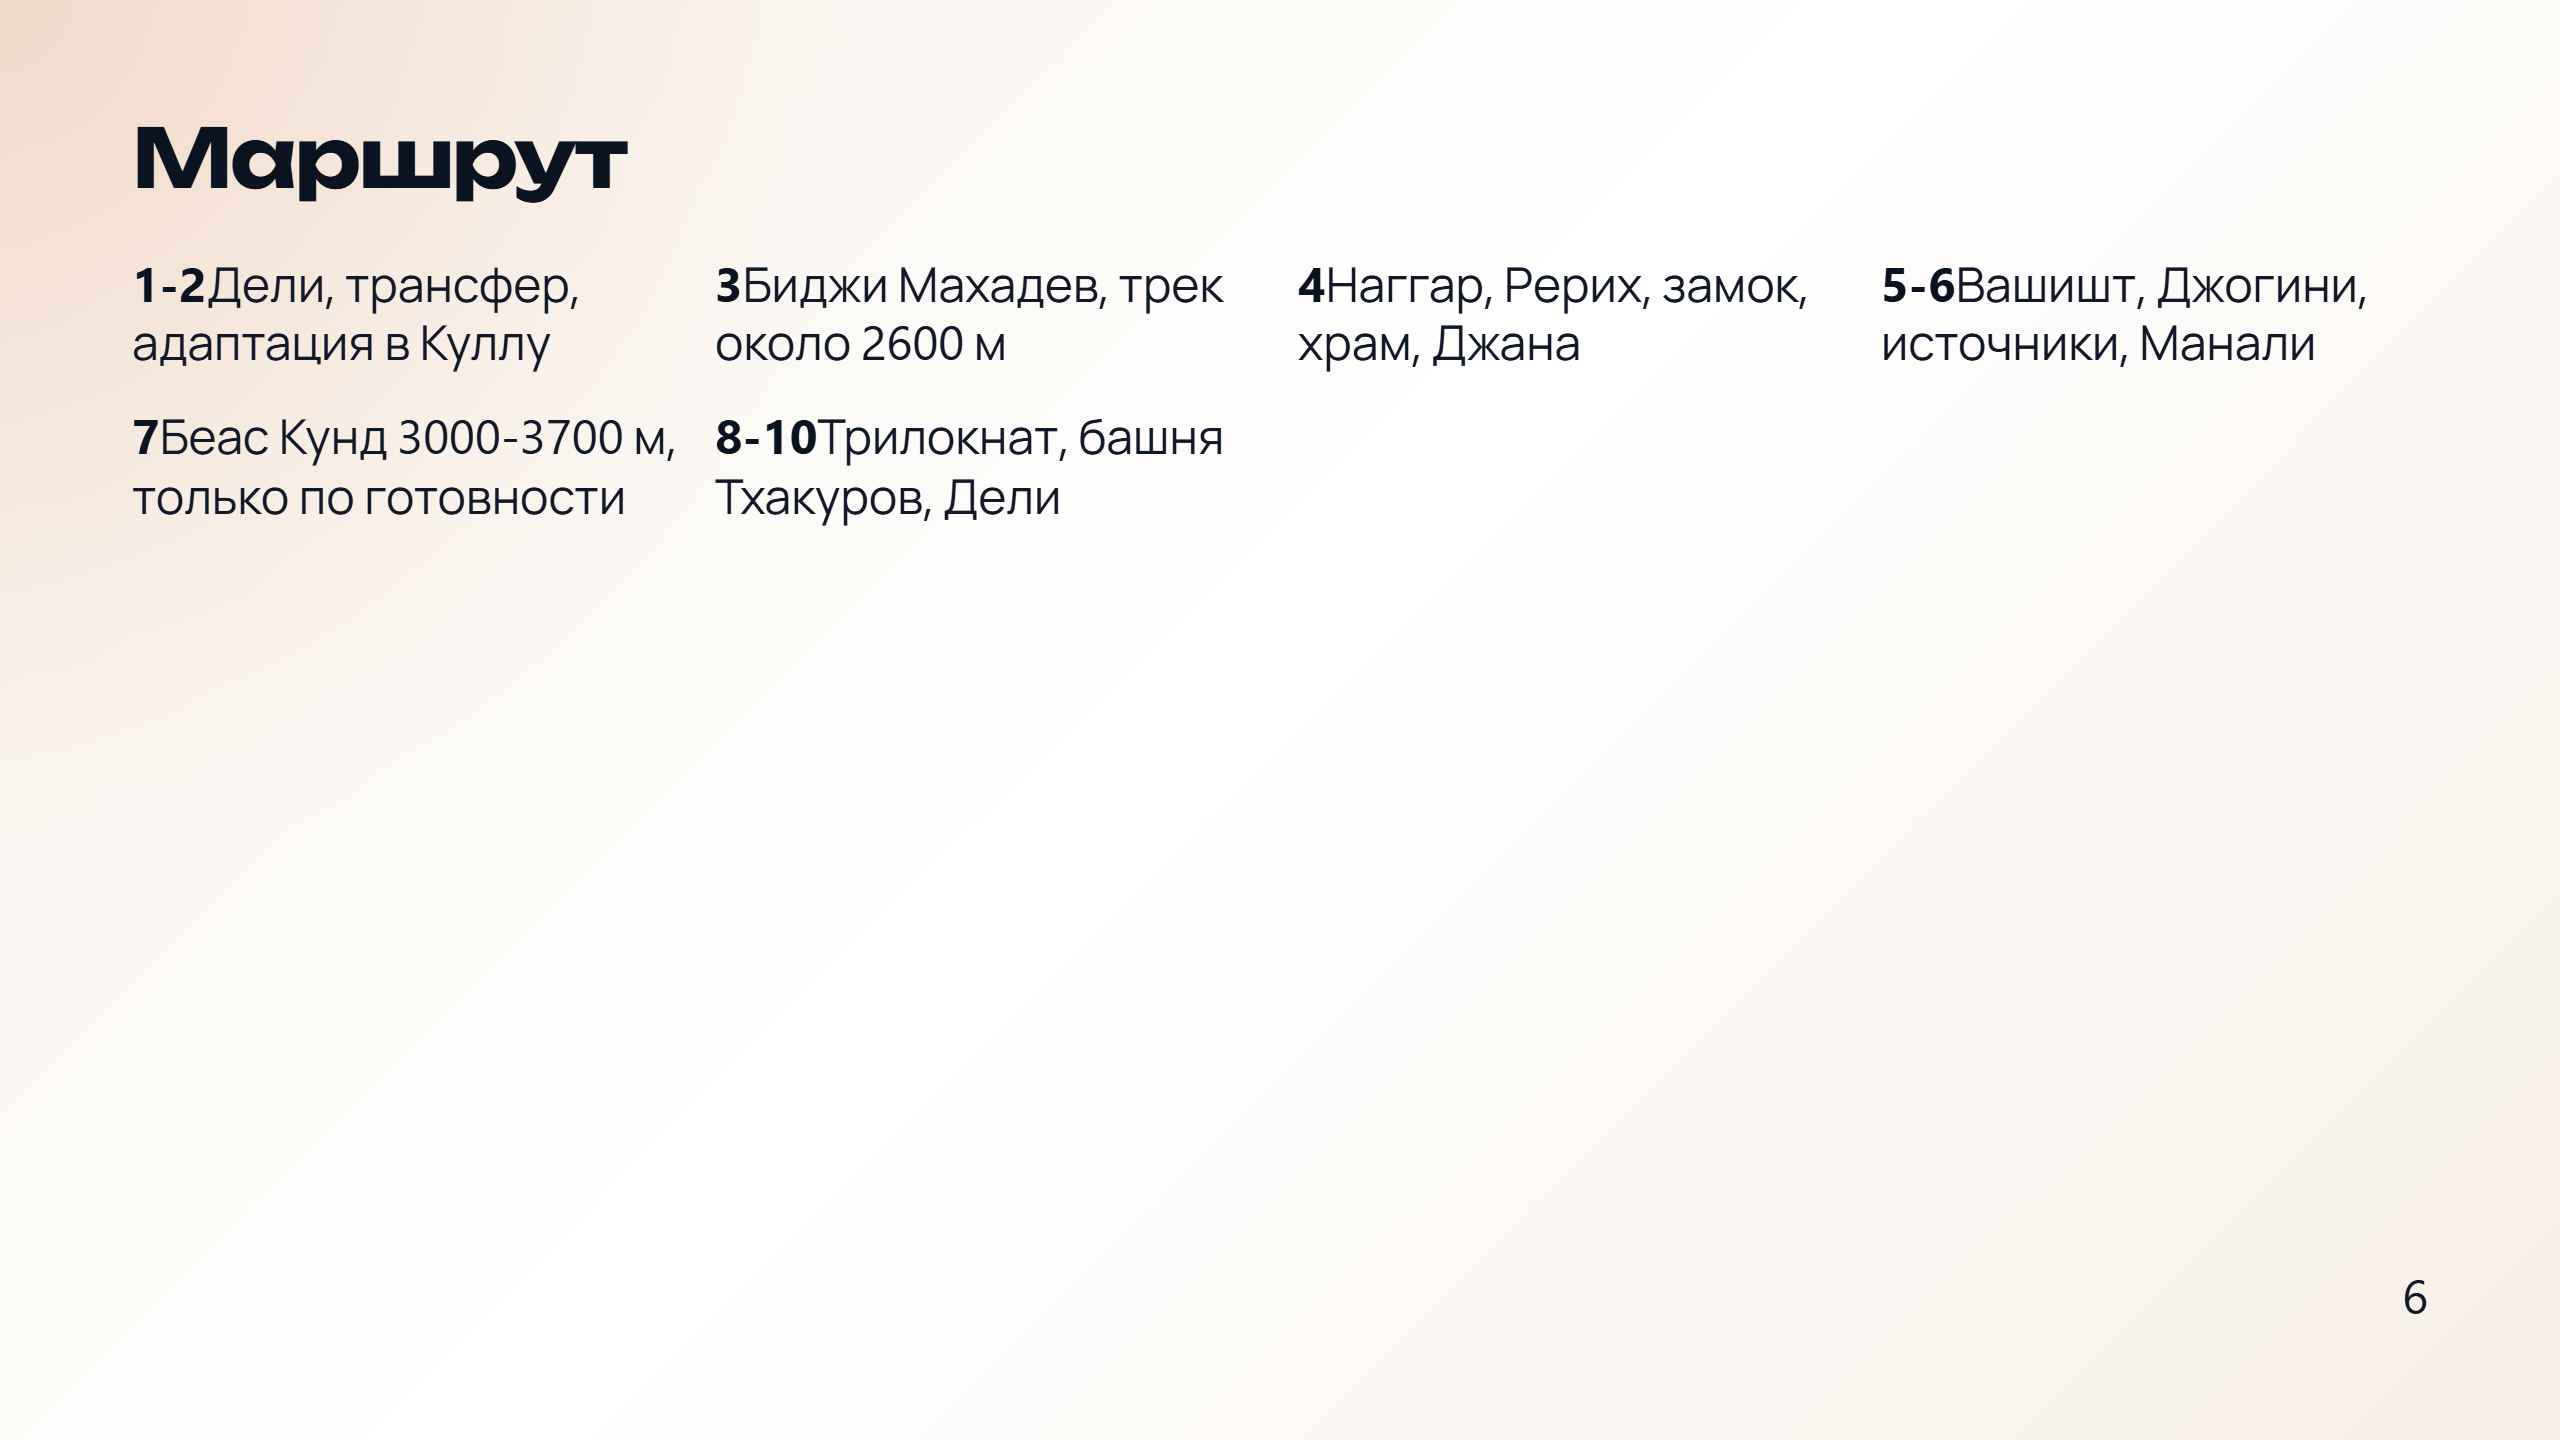 Маршрут
1-2Дели, трансфер,
адаптация в Куллу
3Биджи Махадев, трек
около 2600 м
4Наггар, Рерих, замок,
храм, Джана
5-6Вашишт, Джогини,
источники, Манали
7Беас Кунд 3000-3700 м,
только по готовности
8-10Трилокнат, башня
Тхакуров, Дели
6